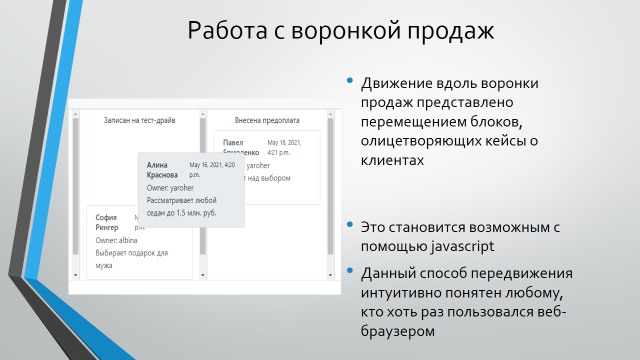 Работа с воронкой продаж
Записан на тест-драйв
Внесена предоплата
Павел
May 16, 2021,
4:21 p.m.
yaroher
над выбором
Алина
Краснова
May 16, 2021, 4:20
p.m.
Owner: yaroher
Рассматривает любой
седан до 1,5 млн. руб.
София
Рингер
Owner: albina
Выбирает подарок для
мужа
Движение вдоль воронки
продаж представлено
перемещением блоков,
олицетворяющих кейсы о
клиентах
Это становится возможным с
помощью javascript
Данный способ передвижения
интуитивно понятен любому,
кто хоть раз пользовался веб-
браузером